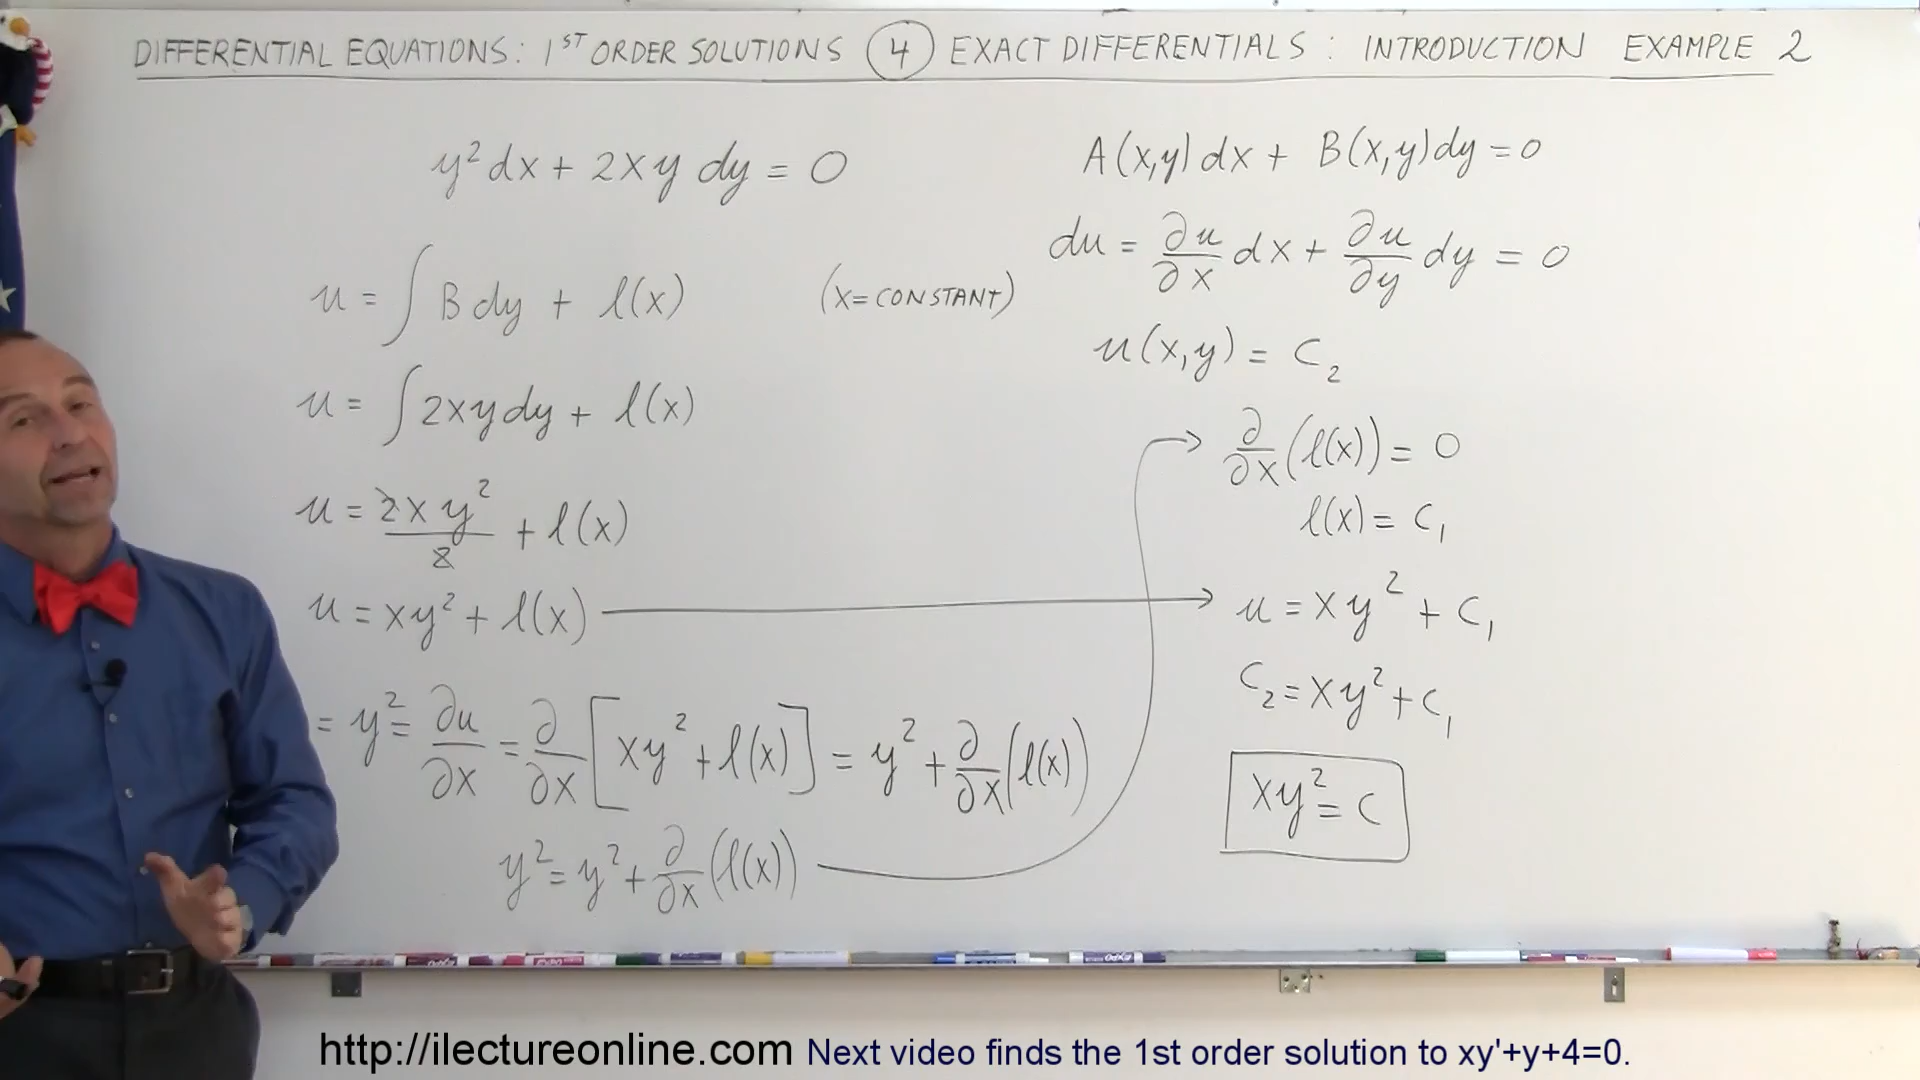 DIFFERENTIAL EQUATIONS: 1ST ORDER SOLUTIONS 4 EXACT DIFFERENTIALS: INTRODUCTION EXAMPLE 2
y² dx + 2xy dy = 0
u = ∫ B dy + l(x) (x=CONSTANT)
u = ∫ 2xy dy + l(x)
u = 2xy²/2 + l(x)
u = xy² + l(x)
= y² = ∂u/∂x = ∂/∂x [xy² + l(x)] = y² + ∂/∂x (l(x))
y² = y² + ∂/∂x (l(x))
A(x,y) dx + B(x,y) dy = 0
du = ∂u/∂x dx + ∂u/∂y dy = 0
u(x,y) = C₂
∂/∂x (l(x)) = 0
l(x) = C₁
u = xy² + C₁
C₂ = xy² + C₁
xy² = C
http://ilectureonline.com Next video finds the 1st order solution to xy'+y+4=0.